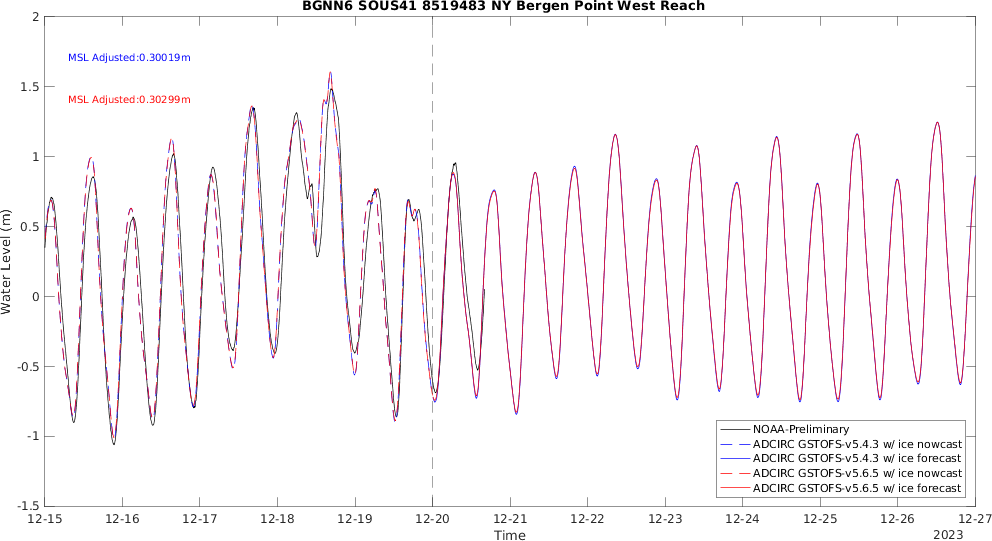 BGNN6 SOUS41 8519483 NY Bergen Point West Reach
MSL Adjusted:0.30019m
MSL Adjusted:0.30299m
Water Level (m)
2
1.5
1
0.5
0
-0.5
-1
-1.5
NOAA-Preliminary
ADCIRC GSTOFS-v5.4.3 w/ ice nowcast
ADCIRC GSTOFS-v5.4.3 w/ ice forecast
ADCIRC GSTOFS-v5.6.5 w/ ice nowcast
ADCIRC GSTOFS-v5.6.5 w/ ice forecast
12-15 12-16 12-17 12-18 12-19 12-20 12-21 12-22 12-23 12-24 12-25 12-26 12-27
Time
2023